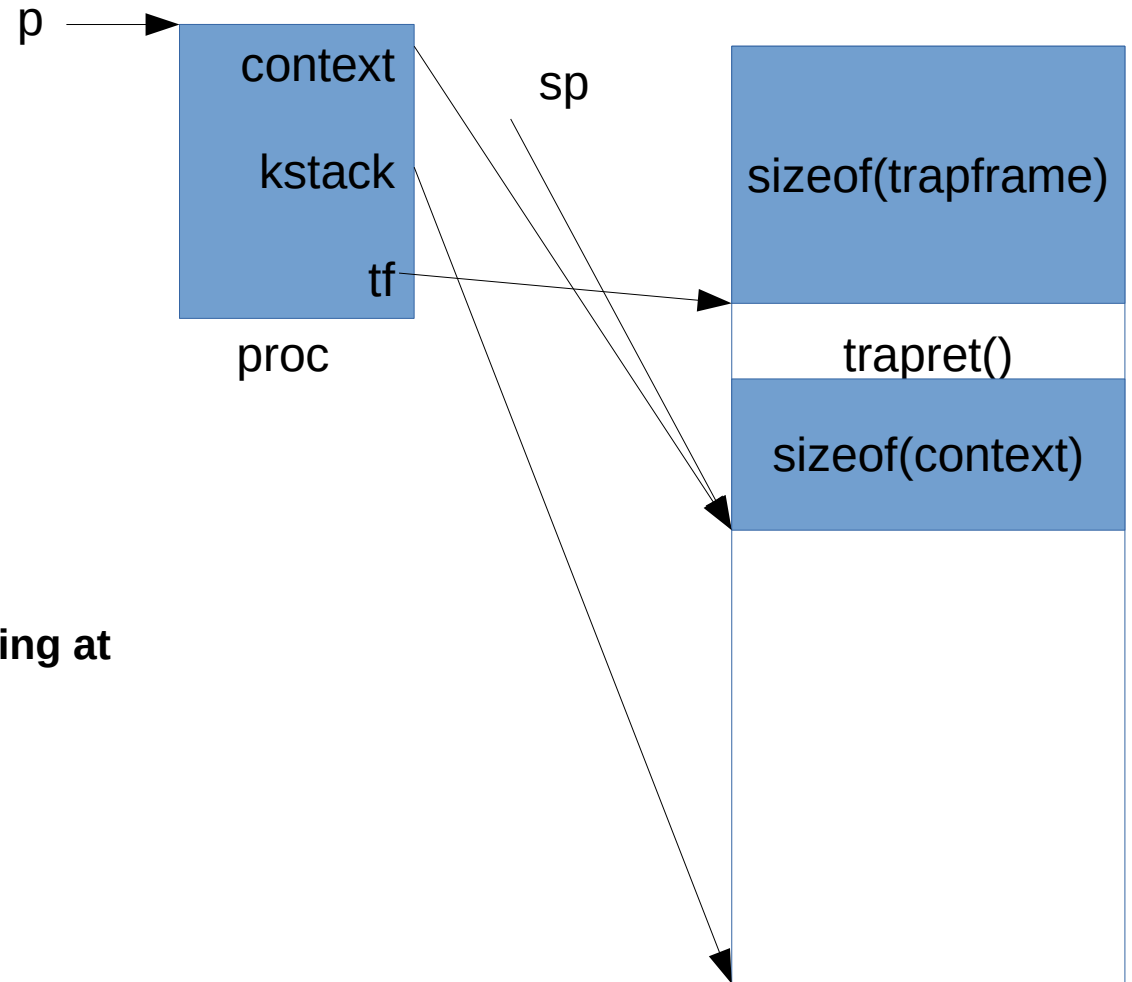 p
context
sp
kstack
sizeof(trapframe)
tf
proc
trapret()
sizeof(context)
ing at